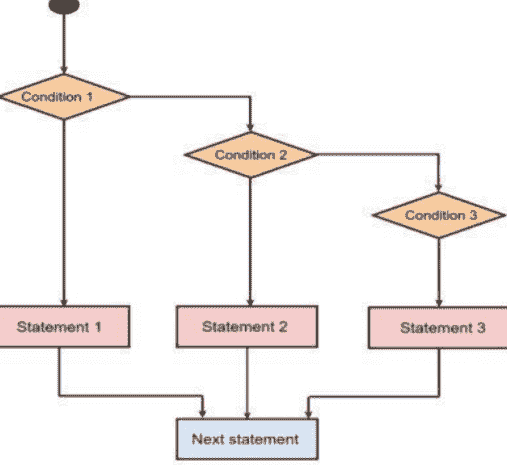 Condition 1
Condition 2
Condition 3
Statement 1
Statement 2
Statement 3
Next statement